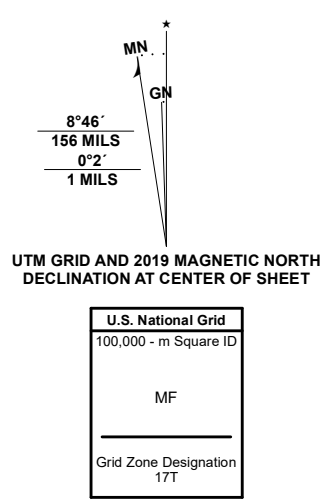 ★
MN
GN
8°46´
156 MILS
0°2´
1 MILS
UTM GRID AND 2019 MAGNETIC NORTH
DECLINATION AT CENTER OF SHEET
U.S. National Grid
100,000 - m Square ID
MF
Grid Zone Designation
17T